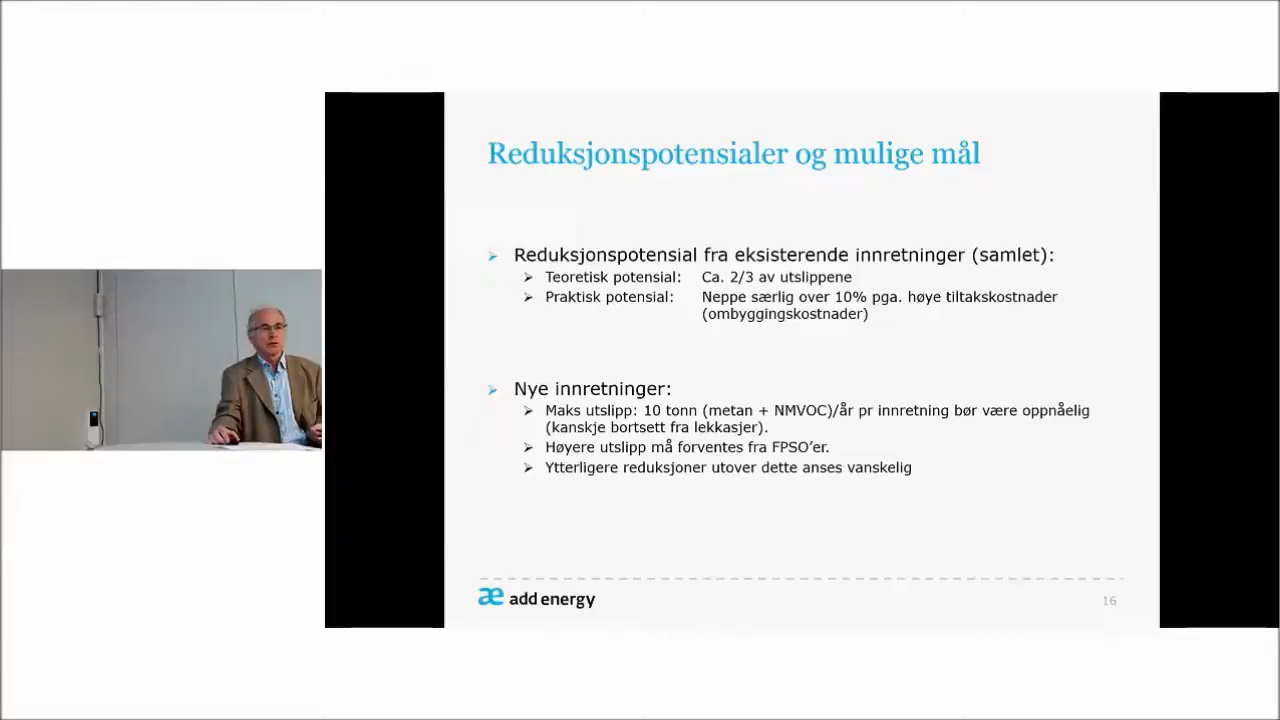 Reduksjonspotensialer og mulige mål
Reduksjonspotensial fra eksisterende innretninger (samlet):
Teoretisk potensial: Ca. 2/3 av utslippene
Praktisk potensial: Neppe særlig over 10% pga. høye tiltakskostnader
(ombyggingskostnader)
Nye innretninger:
Maks utslipp: 10 tonn (metan + NMVOC)/år pr innretning bør være oppnåelig
(kanskje bortsett fra lekkasjer).
Høyere utslipp må forventes fra FPSO’er.
Ytterligere reduksjoner utover dette anses vanskelig
æ add energy
16